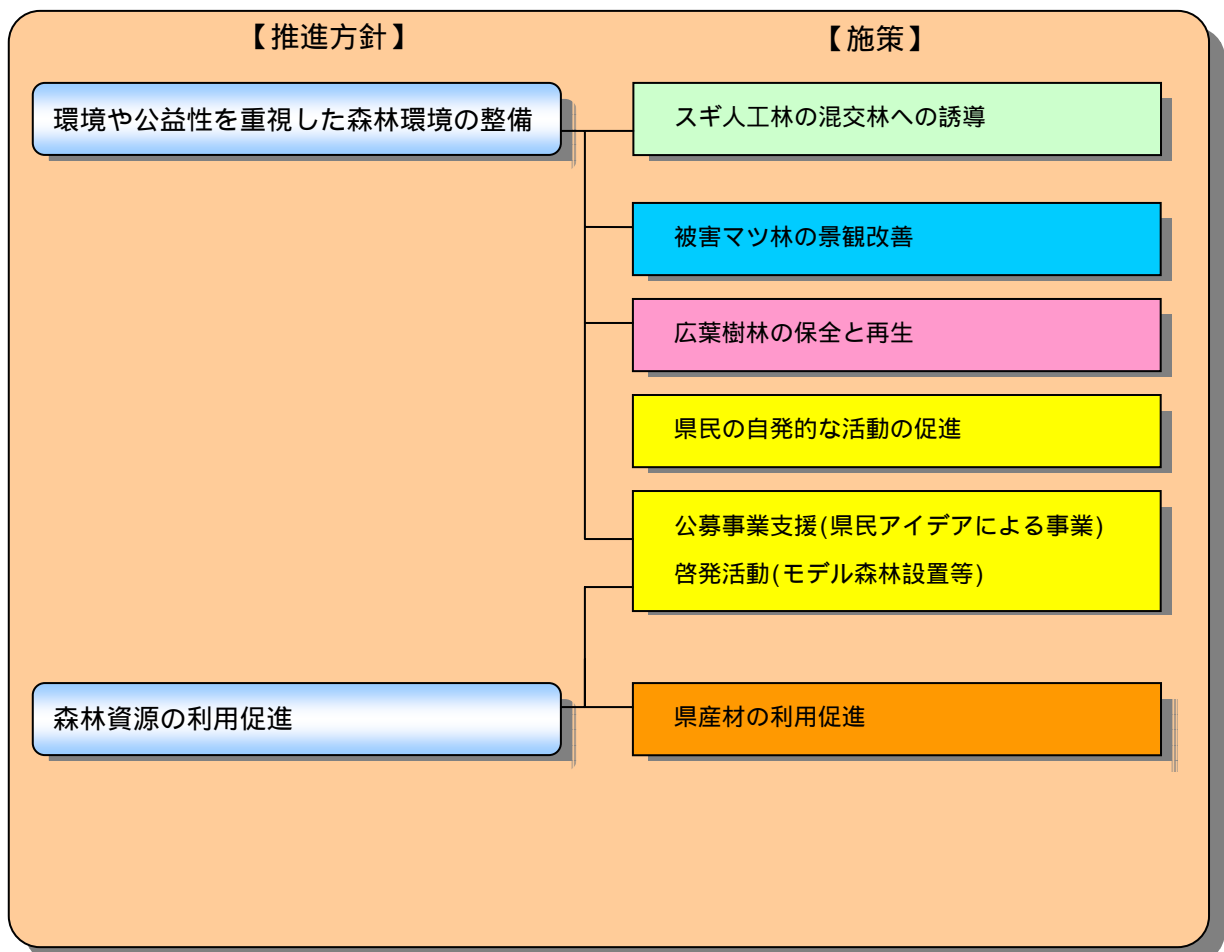 【推進方針】
【施策】
環境や公益性を重視した森林環境の整備
スギ人工林の混交林への誘導
被害マツ林の景観改善
広葉樹林の保全と再生
県民の自発的な活動の促進
公募事業支援(県民アイデアによる事業)
啓発活動(モデル森林設置等)
森林資源の利用促進
県産材の利用促進